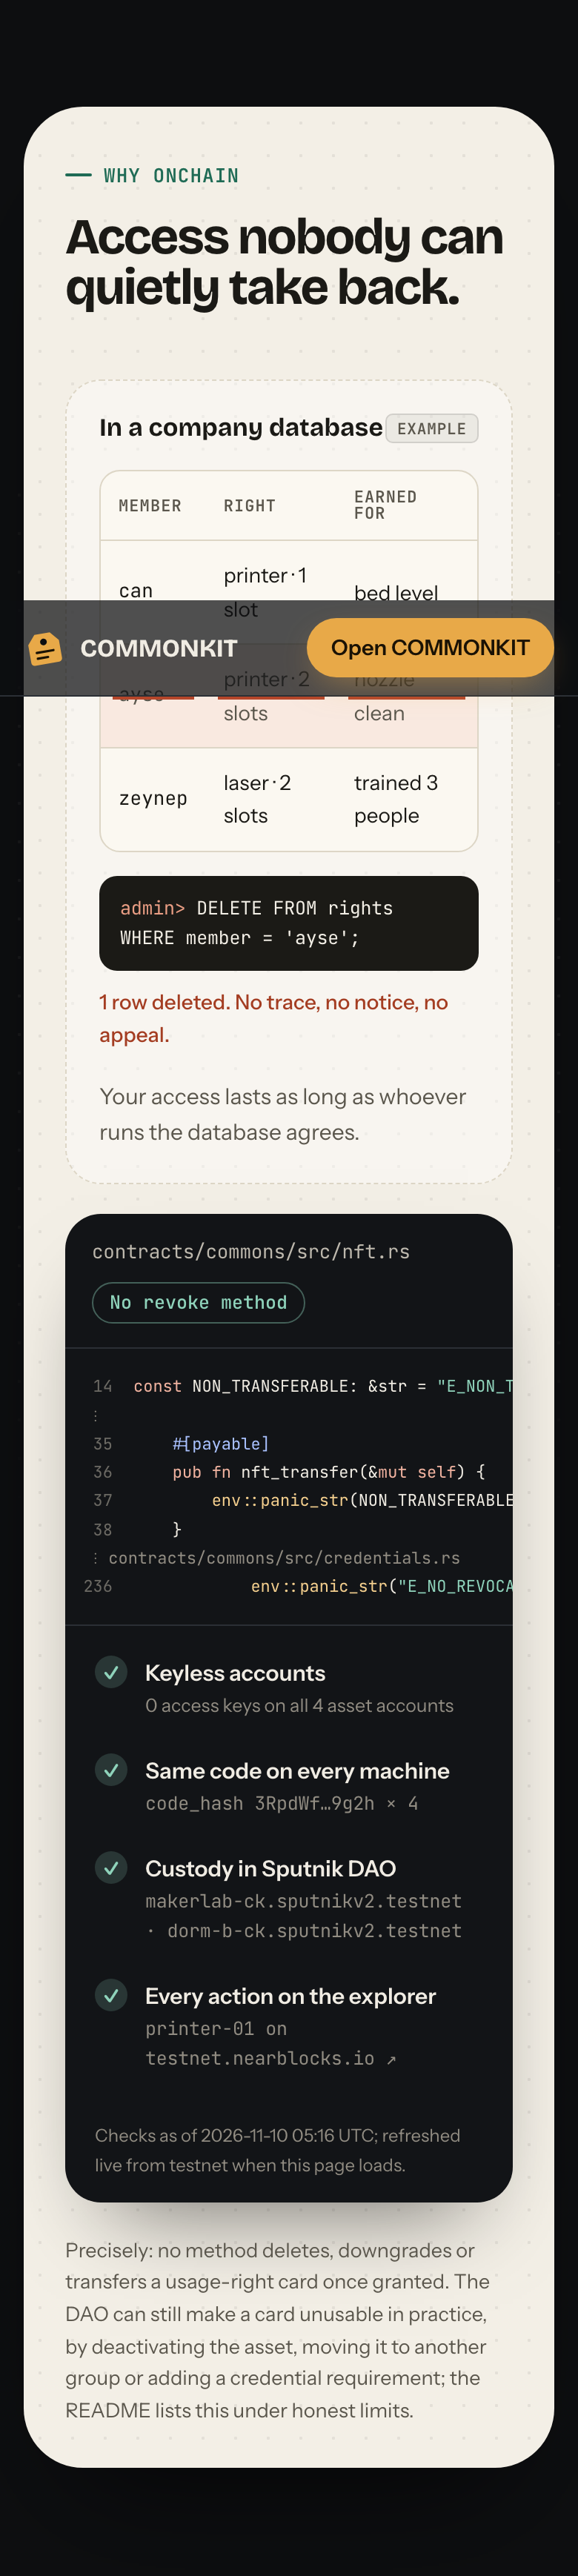 WHY ONCHAIN
Access nobody can
quietly take back.
In a company database
EXAMPLE
MEMBER RIGHT EARNED FOR
can printer · 1 slot bed level
COMMONKIT
Open COMMONKIT
ayse printer · 2 slots nozzle clean
zeynep laser · 2 slots trained 3 people
admin> DELETE FROM rights
WHERE member = 'ayse';
1 row deleted. No trace, no notice, no
appeal.
Your access lasts as long as whoever
runs the database agrees.
contracts/commons/src/nft.rs
No revoke method
14 const NON_TRANSFERABLE: &str = "E_NON_T
⋮
35 #[payable]
36 pub fn nft_transfer(&mut self) {
37 env::panic_str(NON_TRANSFERABLE
38 }
⋮ contracts/commons/src/credentials.rs
236 env::panic_str("E_NO_REVOCA
Keyless accounts
0 access keys on all 4 asset accounts
Same code on every machine
code_hash 3RpdWf…9g2h × 4
Custody in Sputnik DAO
makerlab-ck.sputnikv2.testnet
· dorm-b-ck.sputnikv2.testnet
Every action on the explorer
printer-01 on
testnet.nearblocks.io ↗
Checks as of 2026-11-10 05:16 UTC; refreshed
live from testnet when this page loads.
Precisely: no method deletes, downgrades or
transfers a usage-right card once granted. The
DAO can still make a card unusable in practice,
by deactivating the asset, moving it to another
group or adding a credential requirement; the
README lists this under honest limits.